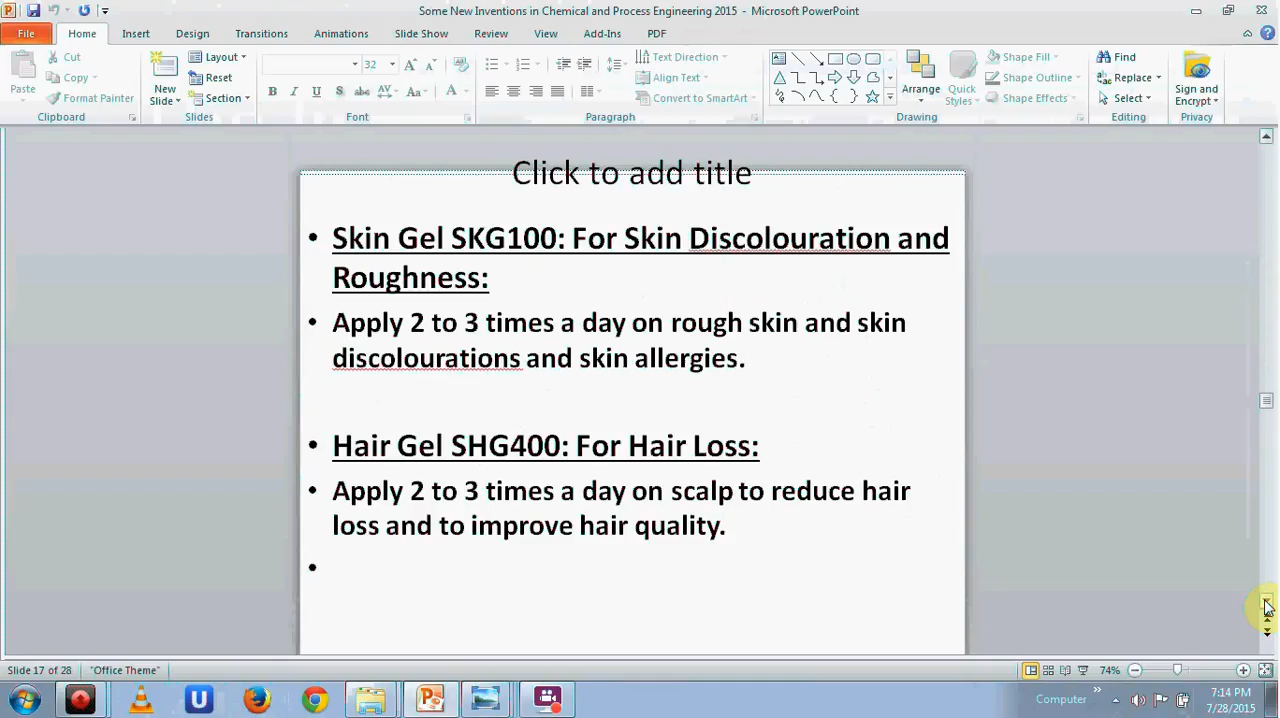 Some New Inventions in Chemical and Process Engineering 2015 - Microsoft PowerPoint
File Home Insert Design Transitions Animations Slide Show Review View Add-Ins PDF
Cut
Copy
Format Painter
Paste
Clipboard
New Slide
Layout
Reset
Section
Slides
32
Font
Text Direction
Align Text
Convert to SmartArt
Paragraph
Arrange
Quick Styles
Shape Fill
Shape Outline
Shape Effects
Drawing
Find
Replace
Select
Editing
Sign and Encrypt
Privacy
Click to add title
• Skin Gel SKG100: For Skin Discolouration and
Roughness:
• Apply 2 to 3 times a day on rough skin and skin
discolourations and skin allergies.
• Hair Gel SHG400: For Hair Loss:
• Apply 2 to 3 times a day on scalp to reduce hair
loss and to improve hair quality.
•
Slide 17 of 28 "Office Theme" 74%
Computer
7:14 PM
7/28/2015